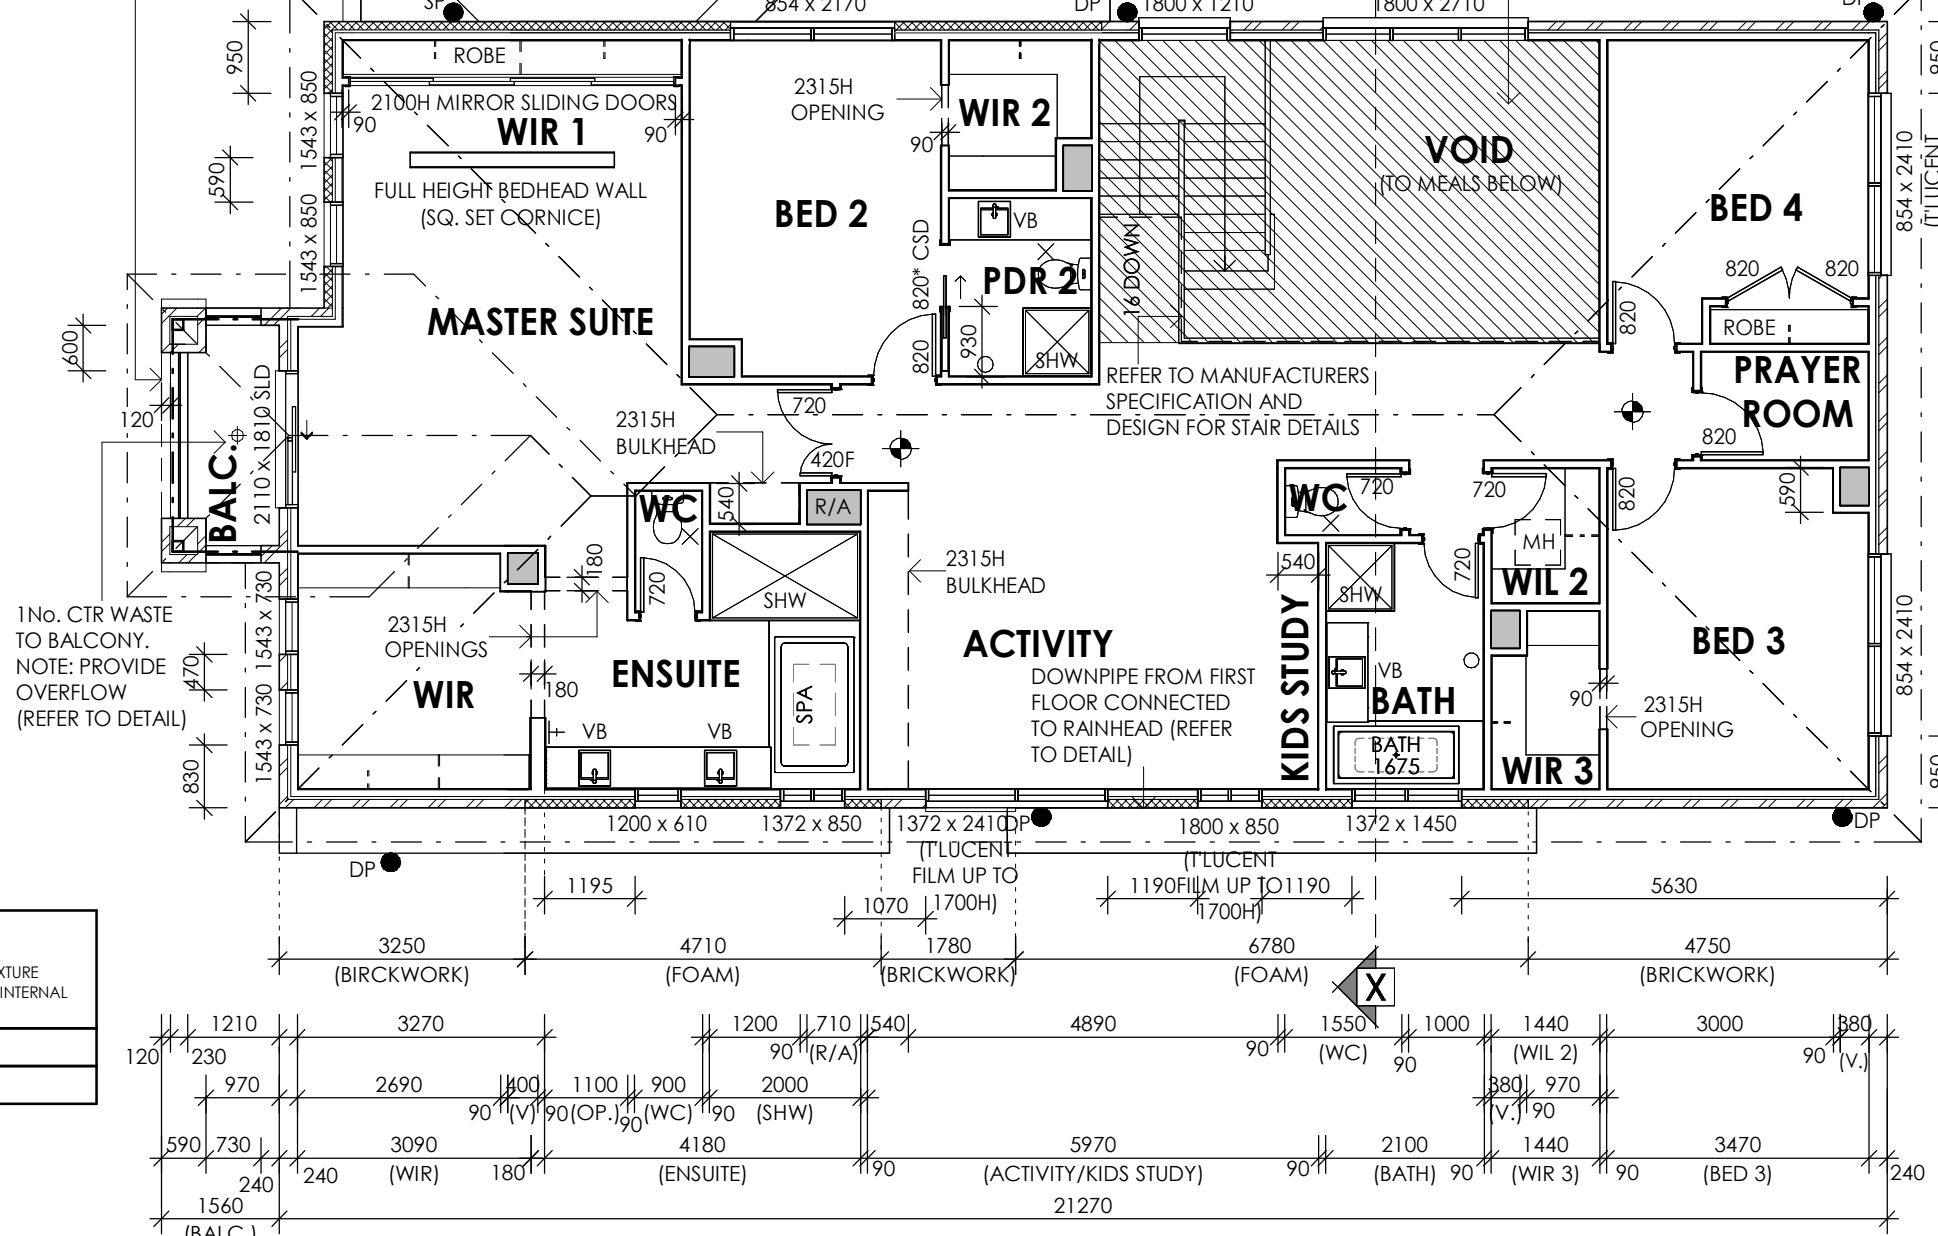 SP
854 x 2170
DP
1800 x 1210
1800 x 2710
DP
950
ROBE
2100H MIRROR SLIDING DOORS
90
WIR 1
90
1543 x 850
590
1543 x 850
FULL HEIGHT BEDHEAD WALL
(SQ. SET CORNICE)
2315H
OPENING
90
WIR 2
BED 2
VB
820* CSD
PDR 2
930
820
SHW
16 DOWN
VOID
(TO MEALS BELOW)
BED 4
820
820
820
ROBE
854 x 2410
(T'LUCENT
950
MASTER SUITE
600
120
2110 x 1810 SLD
BALC.
2315H
BULKHEAD
720
420F
REFER TO MANUFACTURERS
SPECIFICATION AND
DESIGN FOR STAIR DETAILS
PRAYER
ROOM
820
820
590
WC
540
R/A
WC
720
720
MH
WIL 2
720
540
SHW
180
720
SHW
2315H
BULKHEAD
1No. CTR WASTE
TO BALCONY.
NOTE: PROVIDE
OVERFLOW
(REFER TO DETAIL)
1543 x 730
470
1543 x 730
830
2315H
OPENINGS
180
WIR
ENSUITE
SPA
VB
VB
ACTIVITY
DOWNPIPE FROM FIRST
FLOOR CONNECTED
TO RAINHEAD (REFER
TO DETAIL)
KIDS STUDY
VB
BATH
BATH
1675
WIR 3
90
2315H
OPENING
BED 3
854 x 2410
950
DP
1200 x 610
1372 x 850
1372 x 2410
DP
(T'LUCENT
FILM UP TO
1700H)
1800 x 850
(T'LUCENT
FILM UP TO
1700H)
1372 x 1450
DP
1195
1070
1190
1190
5630
3250
(BIRCKWORK)
4710
(FOAM)
1780
(BRICKWORK)
6780
(FOAM)
4750
(BRICKWORK)
XTURE
INTERNAL
X
120
1210
230
3270
1200
90
710
(R/A)
540
4890
90
1550
(WC)
90
1000
1440
(WIL 2)
3000
90
380
(V.)
970
2690
90
400
(V)
90
1100
(OP.)
90
900
(WC)
90
2000
(SHW)
380
(V.)
90
970
590
730
240
240
3090
(WIR)
180
4180
(ENSUITE)
90
5970
(ACTIVITY/KIDS STUDY)
90
2100
(BATH)
90
1440
(WIR 3)
90
3470
(BED 3)
240
1560
(BALC.)
21270